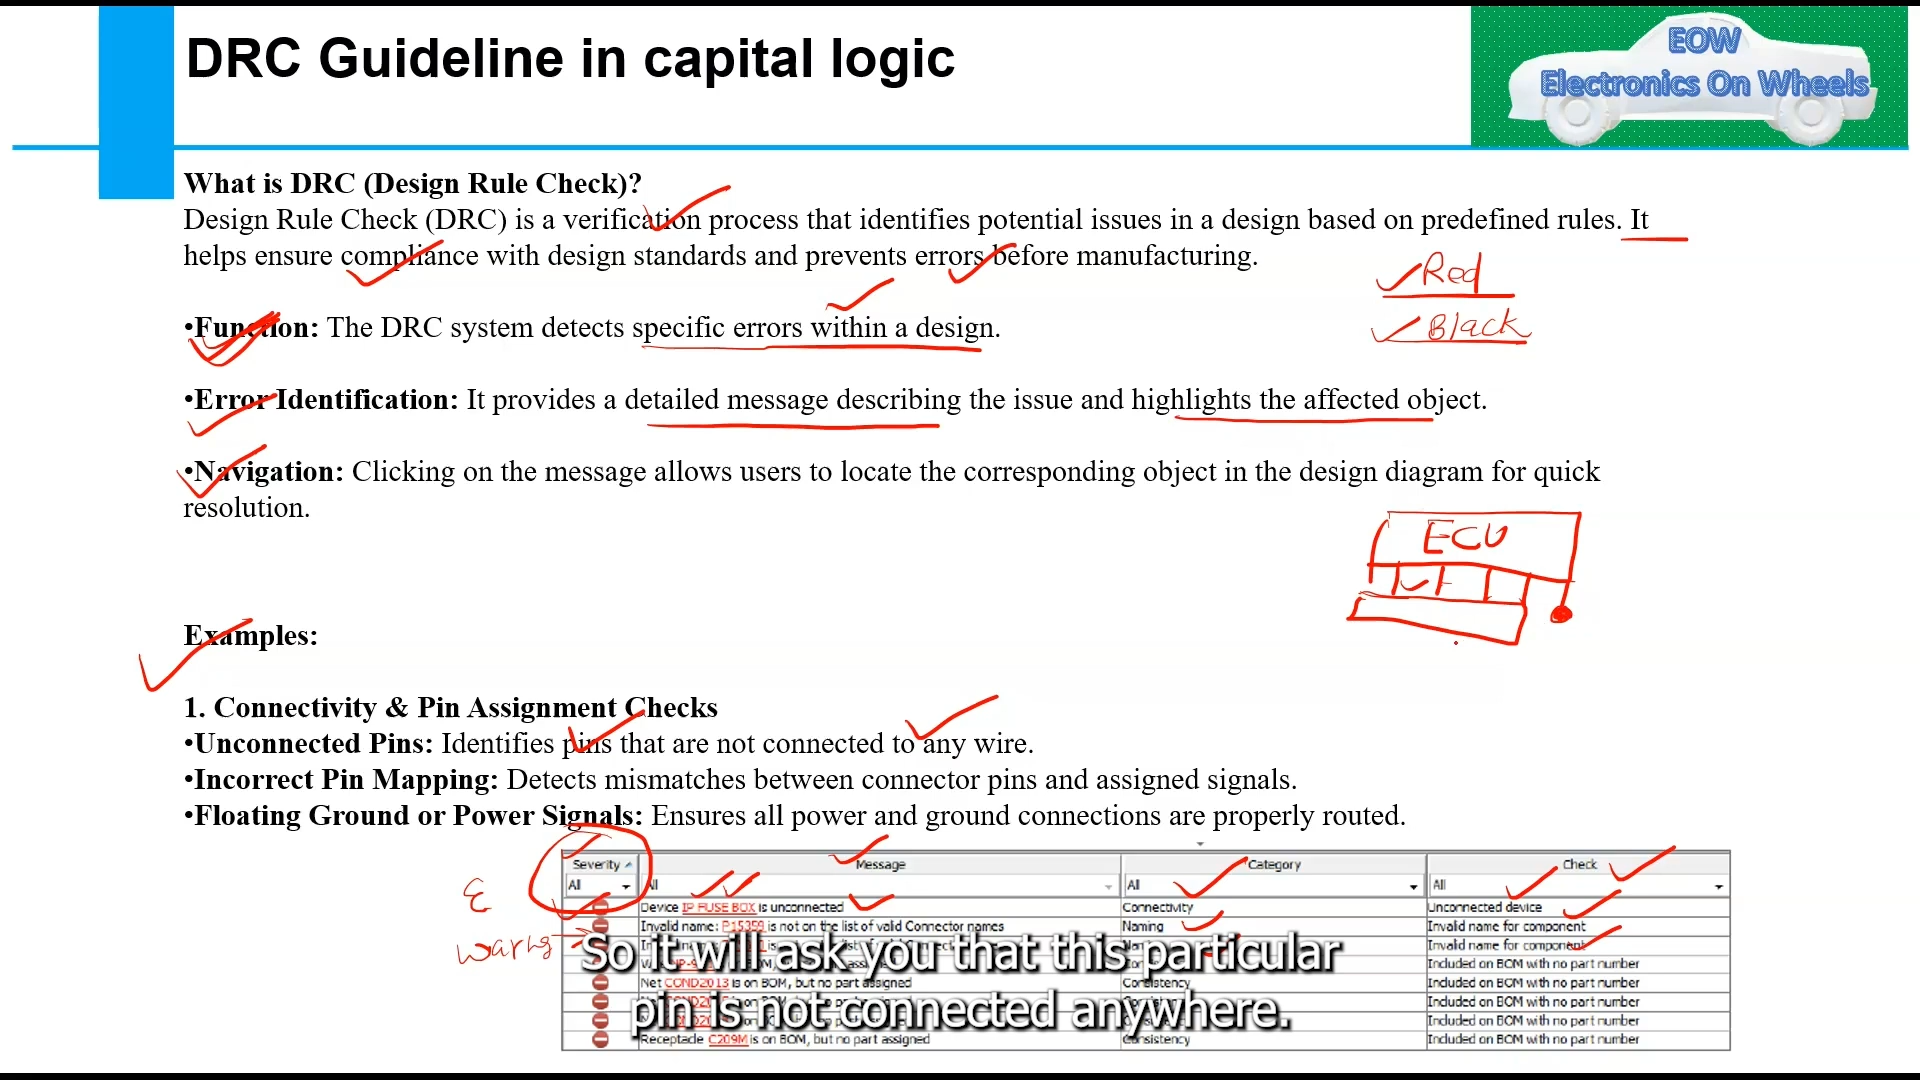 DRC Guideline in capital logic
EOW
Electronics On Wheels
What is DRC (Design Rule Check)?
Design Rule Check (DRC) is a verification process that identifies potential issues in a design based on predefined rules. It
helps ensure compliance with design standards and prevents errors before manufacturing.
Red
Black
•Function: The DRC system detects specific errors within a design.
•Error Identification: It provides a detailed message describing the issue and highlights the affected object.
•Navigation: Clicking on the message allows users to locate the corresponding object in the design diagram for quick
resolution.
ECU
Examples:
1. Connectivity & Pin Assignment Checks
•Unconnected Pins: Identifies pins that are not connected to any wire.
•Incorrect Pin Mapping: Detects mismatches between connector pins and assigned signals.
•Floating Ground or Power Signals: Ensures all power and ground connections are properly routed.
Severity Message Category Check
All All All All
Device IP FUSE BOX is unconnected Connectivity Unconnected device
Invalid name: P15359 is not on the list of valid Connector names Naming Invalid name for component
Invalid name for component
Included on BOM with no part number
Net COND2013 is on BOM, but no part assigned Consistency Included on BOM with no part number
Included on BOM with no part number
Included on BOM with no part number
Receptacle C209M is on BOM, but no part assigned Consistency Included on BOM with no part number
So it will ask you that this particular
pin is not connected anywhere.